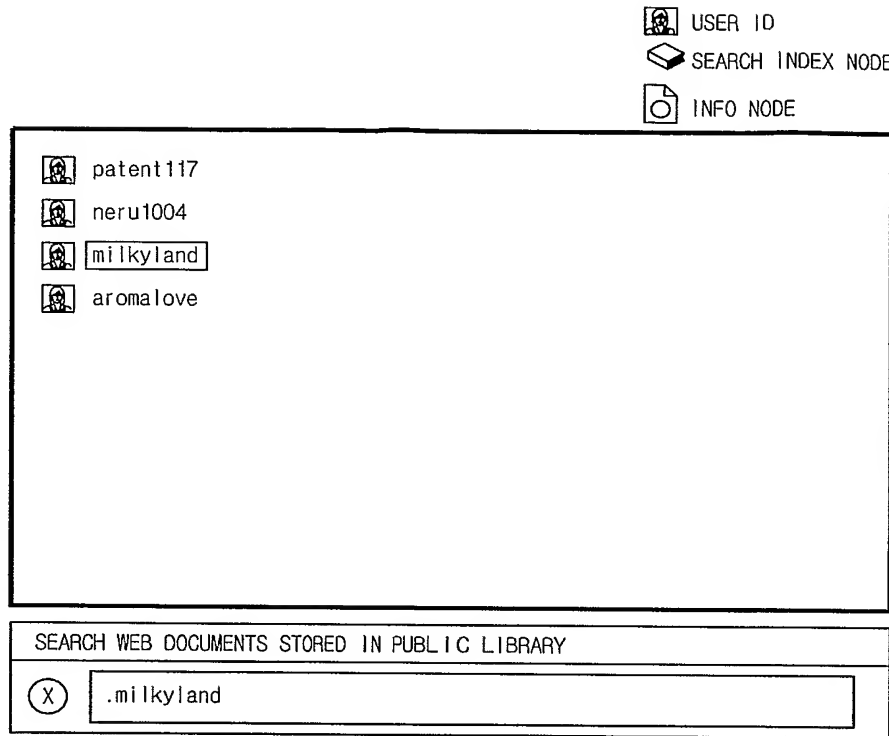 USER ID
SEARCH INDEX NODE
INFO NODE
patent117
neru1004
milkyland
aromalove
SEARCH WEB DOCUMENTS STORED IN PUBLIC LIBRARY
X
.milkyland